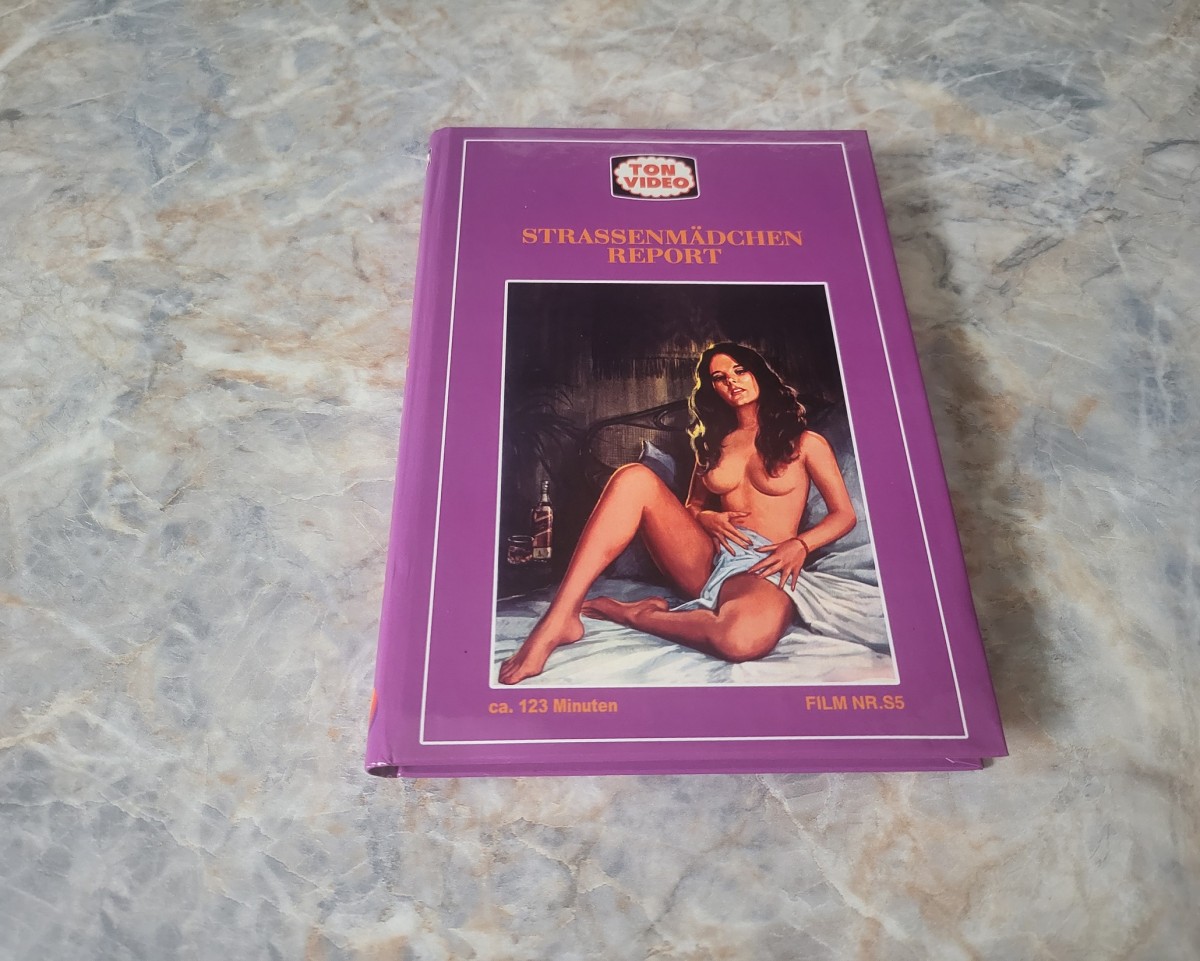 TON
VIDEO
STRASSENMÄDCHEN
REPORT
ca. 123 Minuten
FILM NR.S5